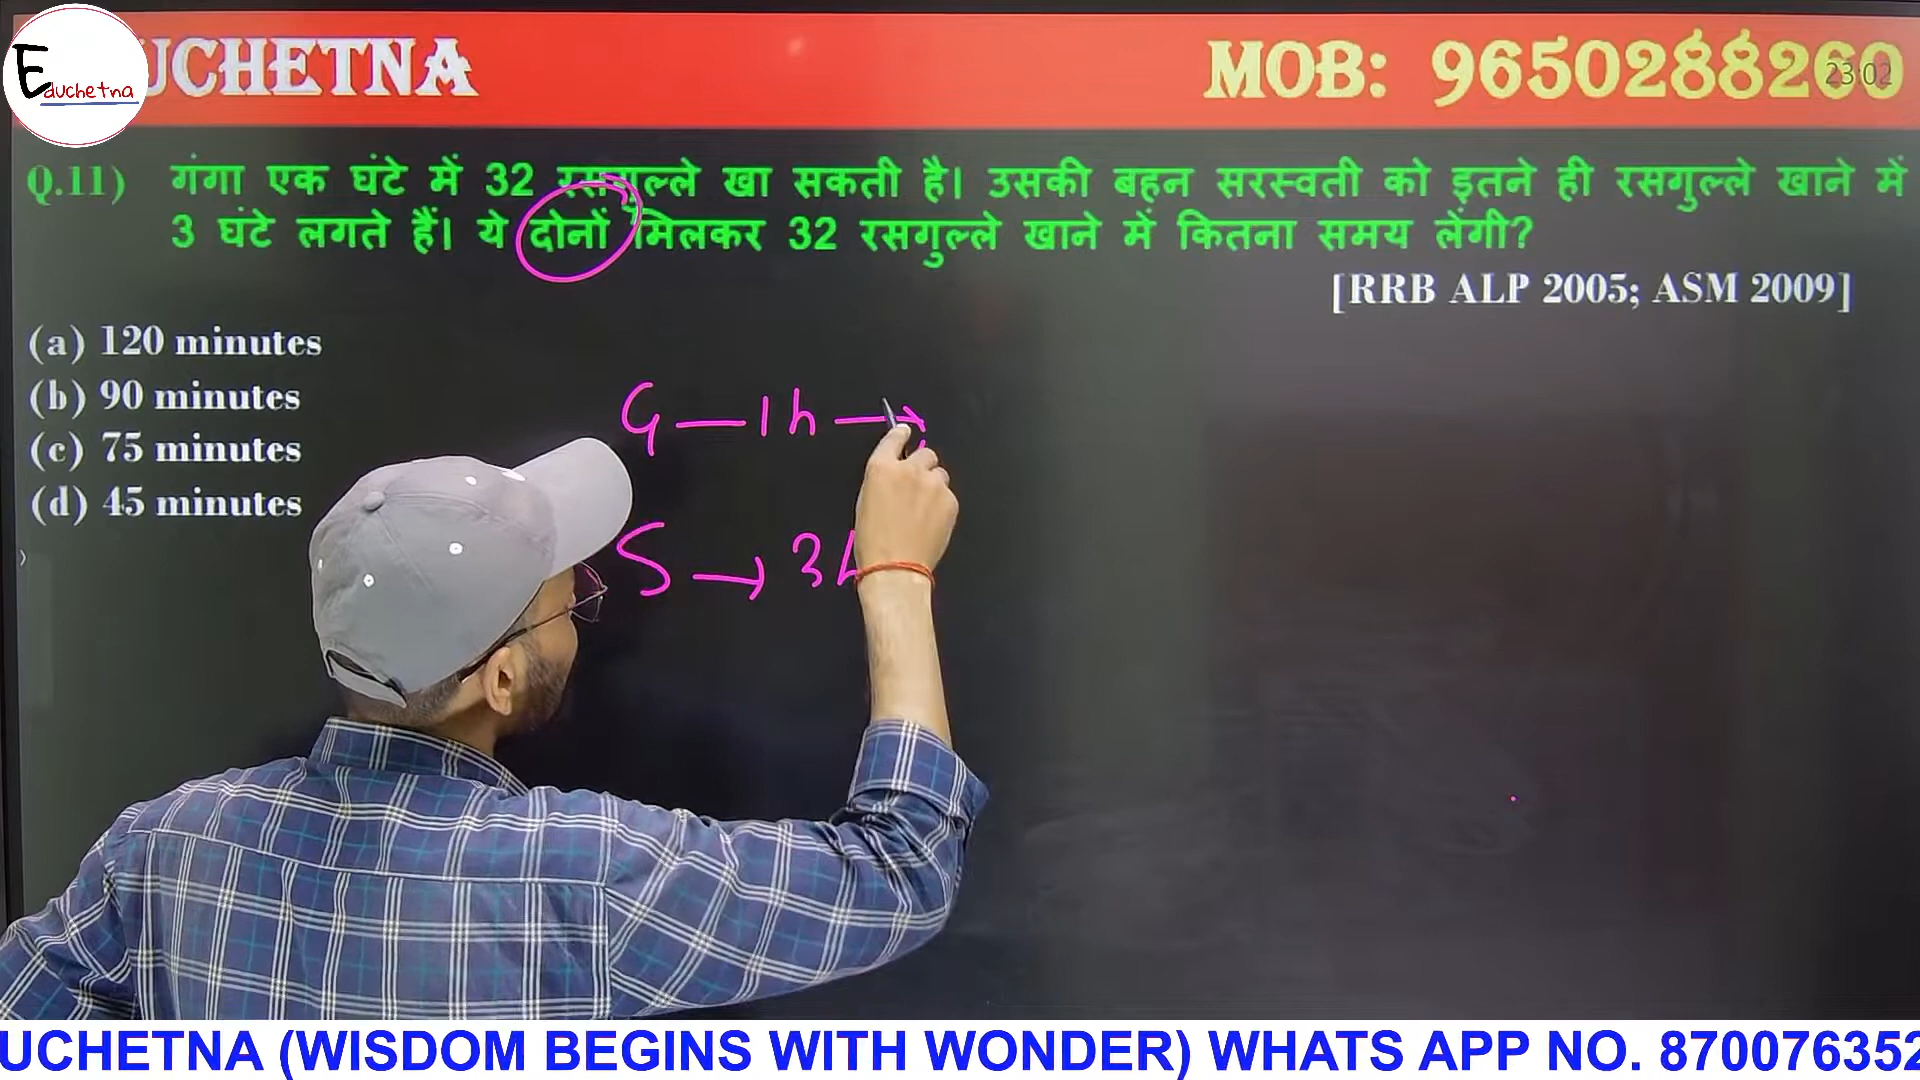 Educhetna
UCHETNA
MOB: 9650288260
23:02
Q.11) गंगा एक घंटे में 32 रसगुल्ले खा सकती है। उसकी बहन सरस्वती को इतने ही रसगुल्ले खाने में
3 घंटे लगते हैं। ये दोनों मिलकर 32 रसगुल्ले खाने में कितना समय लेंगी?
[RRB ALP 2005; ASM 2009]
(a) 120 minutes
(b) 90 minutes
(c) 75 minutes
(d) 45 minutes
G — 1h →
S → 3h
UCHETNA (WISDOM BEGINS WITH WONDER) WHATS APP NO. 870076352